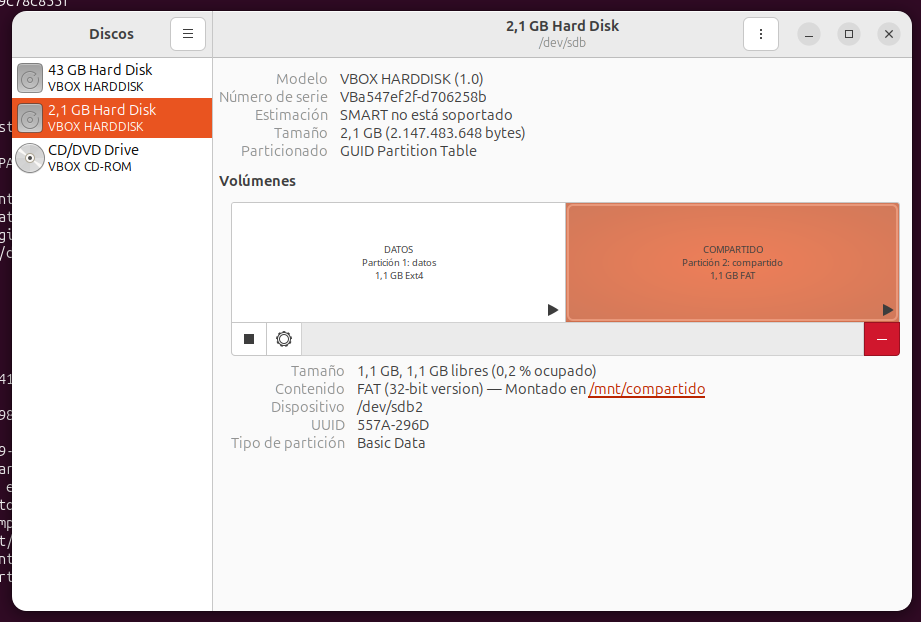 Discos
2,1 GB Hard Disk
/dev/sdb
43 GB Hard Disk
VBOX HARDDISK
2,1 GB Hard Disk
VBOX HARDDISK
CD/DVD Drive
VBOX CD-ROM
Modelo VBOX HARDDISK (1.0)
Número de serie VBa547ef2f-d706258b
Estimación SMART no está soportado
Tamaño 2,1 GB (2.147.483.648 bytes)
Particionado GUID Partition Table
Volúmenes
DATOS
Partición 1: datos
1,1 GB Ext4
COMPARTIDO
Partición 2: compartido
1,1 GB FAT
Tamaño 1,1 GB, 1,1 GB libres (0,2 % ocupado)
Contenido FAT (32-bit version) — Montado en /mnt/compartido
Dispositivo /dev/sdb2
UUID 557A-296D
Tipo de partición Basic Data